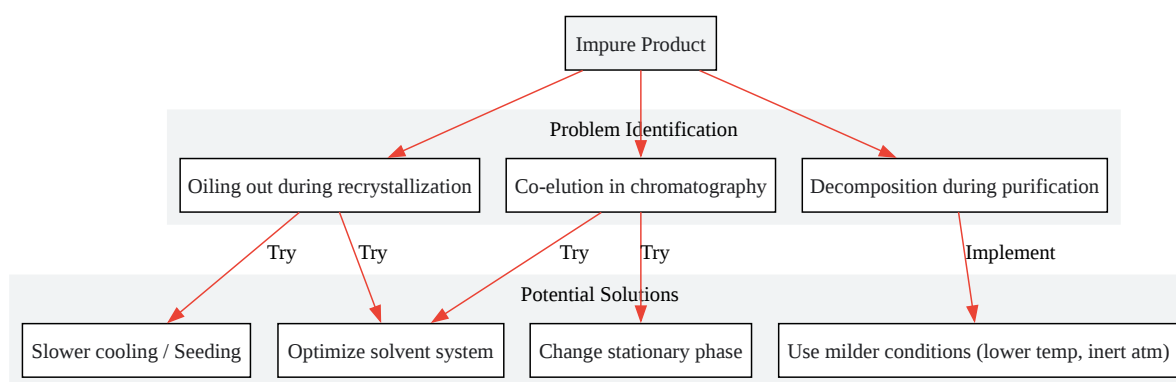 Impure Product
Problem Identification
Oiling out during recrystallization
Co-elution in chromatography
Decomposition during purification
Try
Try
Try
Try
Implement
Potential Solutions
Slower cooling / Seeding
Optimize solvent system
Change stationary phase
Use milder conditions (lower temp, inert atm)